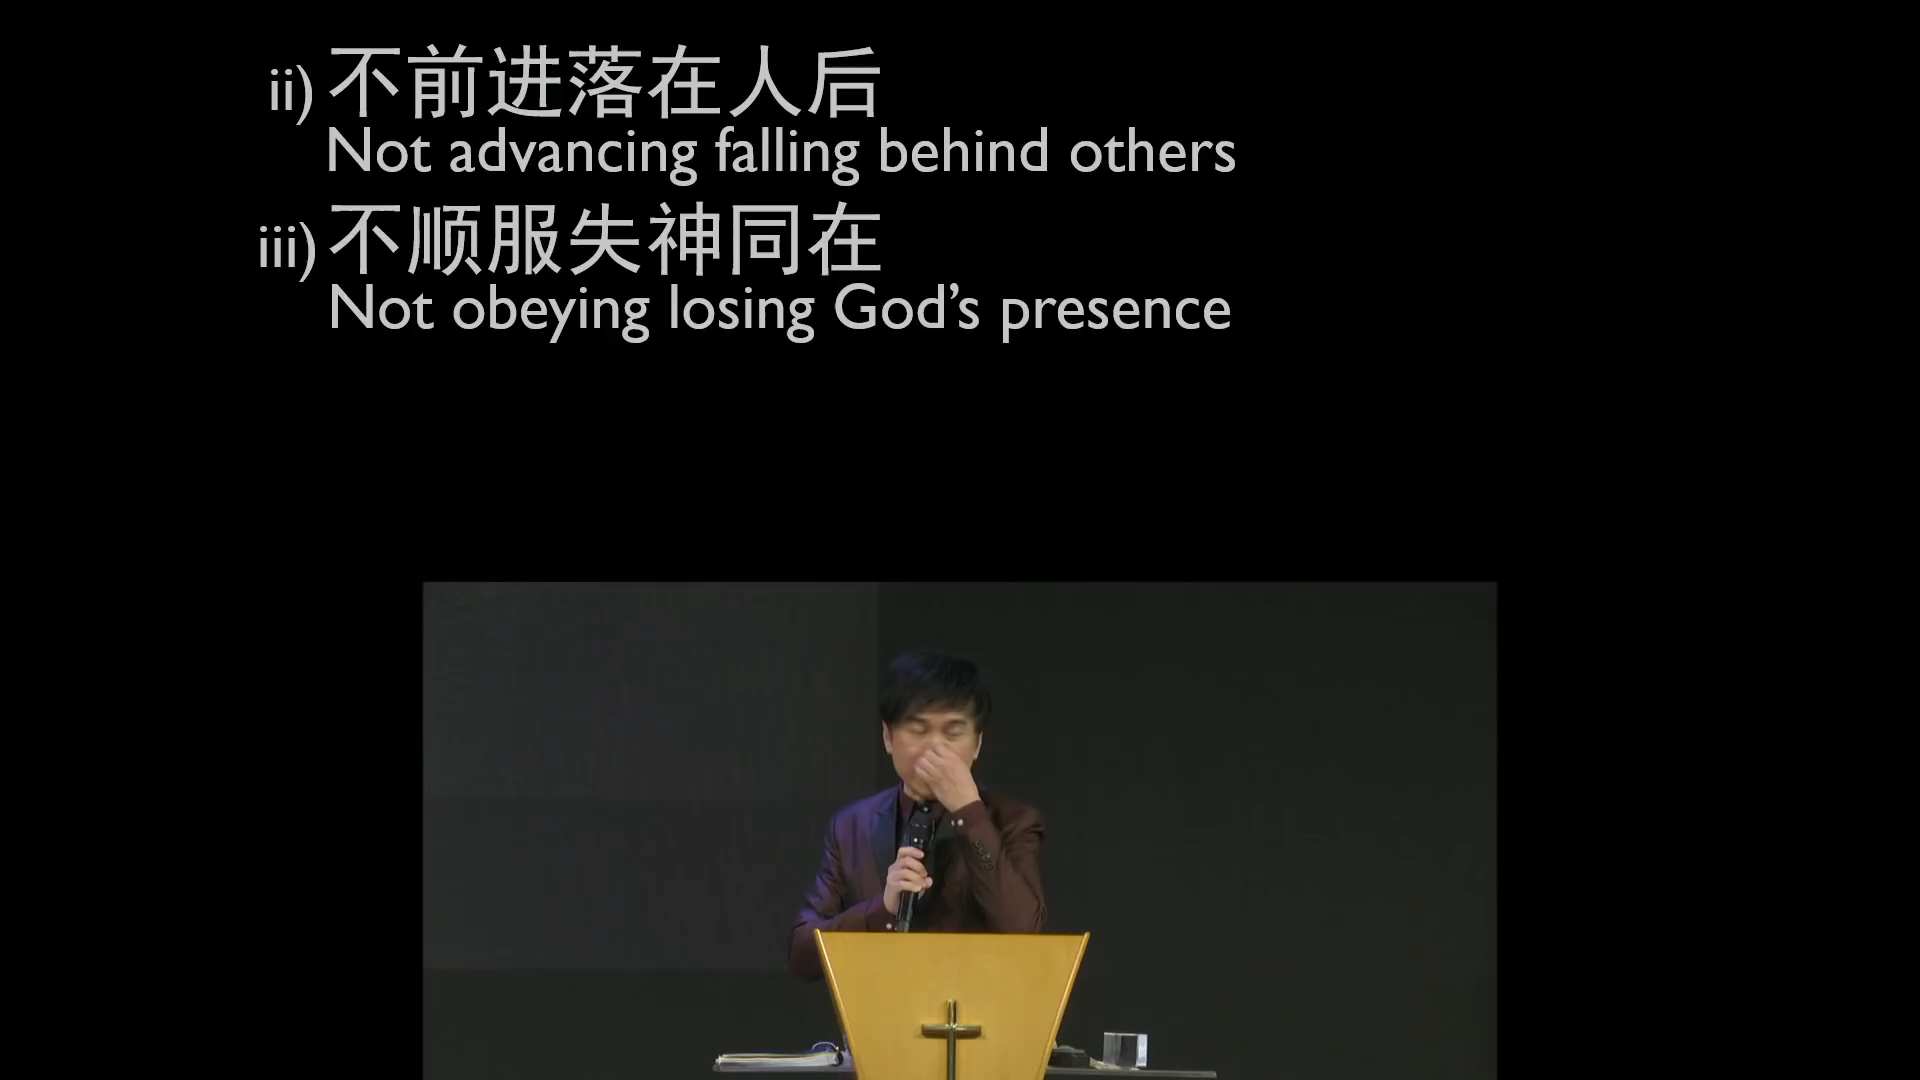 ii) 不前进落在人后
Not advancing falling behind others
iii) 不顺服失神同在
Not obeying losing God’s presence